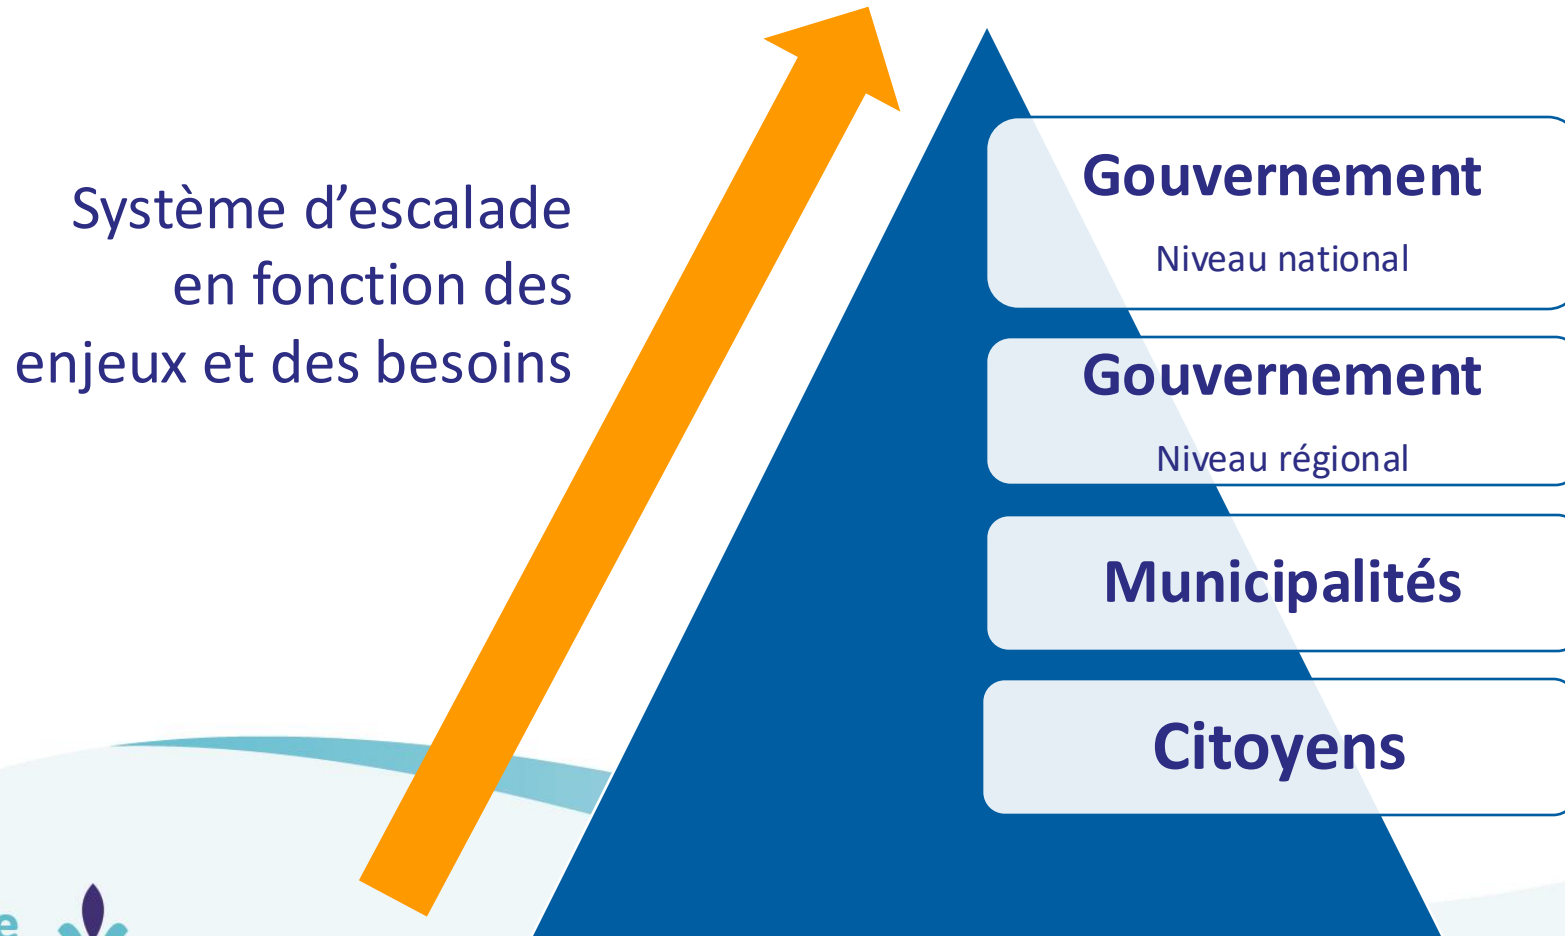 Système d’escalade
en fonction des
enjeux et des besoins
Gouvernement
Niveau national
Gouvernement
Niveau régional
Municipalités
Citoyens